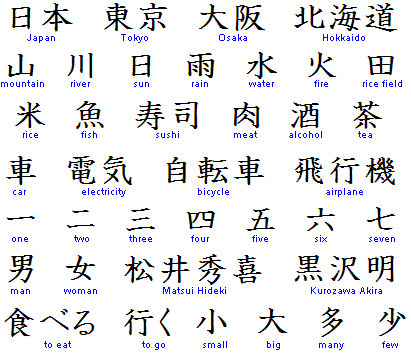 日本 東京 大阪 北海道
Japan Tokyo Osaka Hokkaido
山 川 日 雨 水 火 田
mountain river sun rain water fire rice field
米 魚 寿司 肉 酒 茶
rice fish sushi meat alcohol tea
車 電気 自転車 飛行機
car electricity bicycle airplane
一 二 三 四 五 六 七
one two three four five six seven
男 女 松井秀喜 黒沢明
man woman Matsui Hideki Kurozawa Akira
食べる 行く 小 大 多 少
to eat to go small big many few